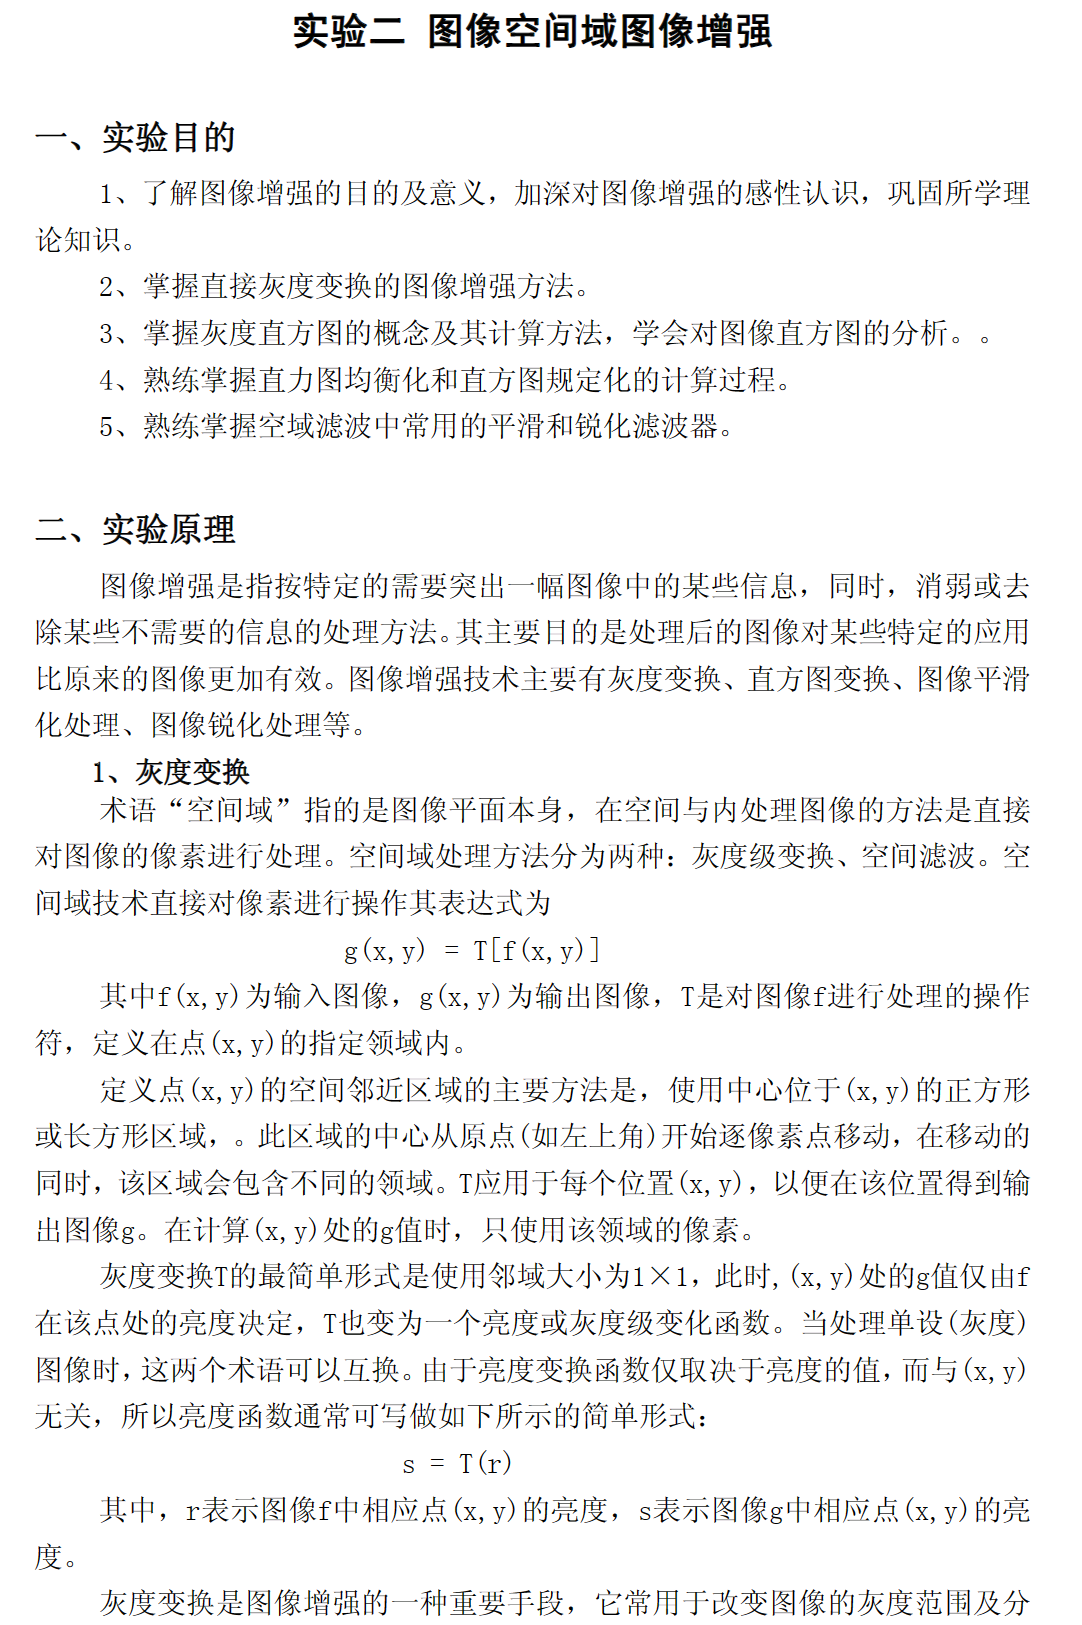 实验二 图像空间域图像增强
一、实验目的
1、了解图像增强的目的及意义，加深对图像增强的感性认识，巩固所学理
论知识。
2、掌握直接灰度变换的图像增强方法。
3、掌握灰度直方图的概念及其计算方法，学会对图像直方图的分析。。
4、熟练掌握直力图均衡化和直方图规定化的计算过程。
5、熟练掌握空域滤波中常用的平滑和锐化滤波器。
二、实验原理
图像增强是指按特定的需要突出一幅图像中的某些信息，同时，消弱或去
除某些不需要的信息的处理方法。其主要目的是处理后的图像对某些特定的应用
比原来的图像更加有效。图像增强技术主要有灰度变换、直方图变换、图像平滑
化处理、图像锐化处理等。
1、灰度变换
术语“空间域”指的是图像平面本身，在空间与内处理图像的方法是直接
对图像的像素进行处理。空间域处理方法分为两种：灰度级变换、空间滤波。空
间域技术直接对像素进行操作其表达式为
g(x,y) = T[f(x,y)]
其中f(x,y)为输入图像，g(x,y)为输出图像，T是对图像f进行处理的操作
符，定义在点(x,y)的指定领域内。
定义点(x,y)的空间邻近区域的主要方法是，使用中心位于(x,y)的正方形
或长方形区域，。此区域的中心从原点(如左上角)开始逐像素点移动，在移动的
同时，该区域会包含不同的领域。T应用于每个位置(x,y)，以便在该位置得到输
出图像g。在计算(x,y)处的g值时，只使用该领域的像素。
灰度变换T的最简单形式是使用邻域大小为1×1，此时,(x,y)处的g值仅由f
在该点处的亮度决定，T也变为一个亮度或灰度级变化函数。当处理单设(灰度)
图像时，这两个术语可以互换。由于亮度变换函数仅取决于亮度的值，而与(x,y)
无关，所以亮度函数通常可写做如下所示的简单形式：
s = T(r)
其中，r表示图像f中相应点(x,y)的亮度，s表示图像g中相应点(x,y)的亮
度。
灰度变换是图像增强的一种重要手段，它常用于改变图像的灰度范围及分